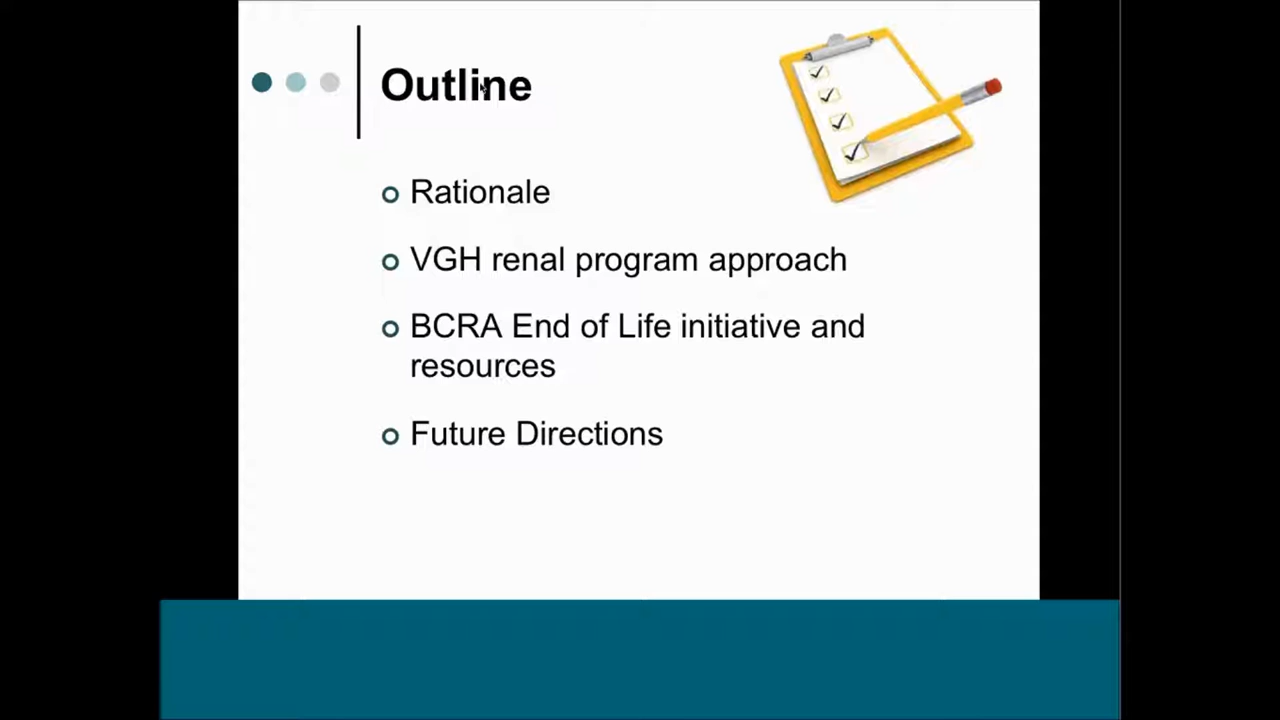 Outline
Rationale
VGH renal program approach
BCRA End of Life initiative and
resources
Future Directions